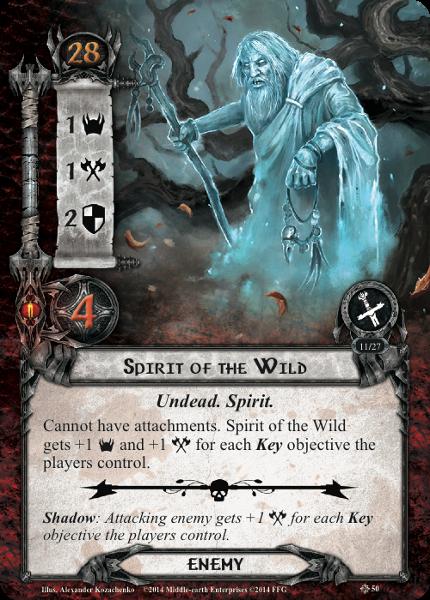 28
1
1
2
4
11/27
SPIRIT OF THE WILD
Undead. Spirit.
Cannot have attachments. Spirit of the Wild
gets +1 and +1 for each Key objective the
players control.
Shadow: Attacking enemy gets +1 for each Key
objective the players control.
ENEMY
Illus. Alexander Kozachenko ©2014 Middle-earth Enterprises ©2014 FFG 50